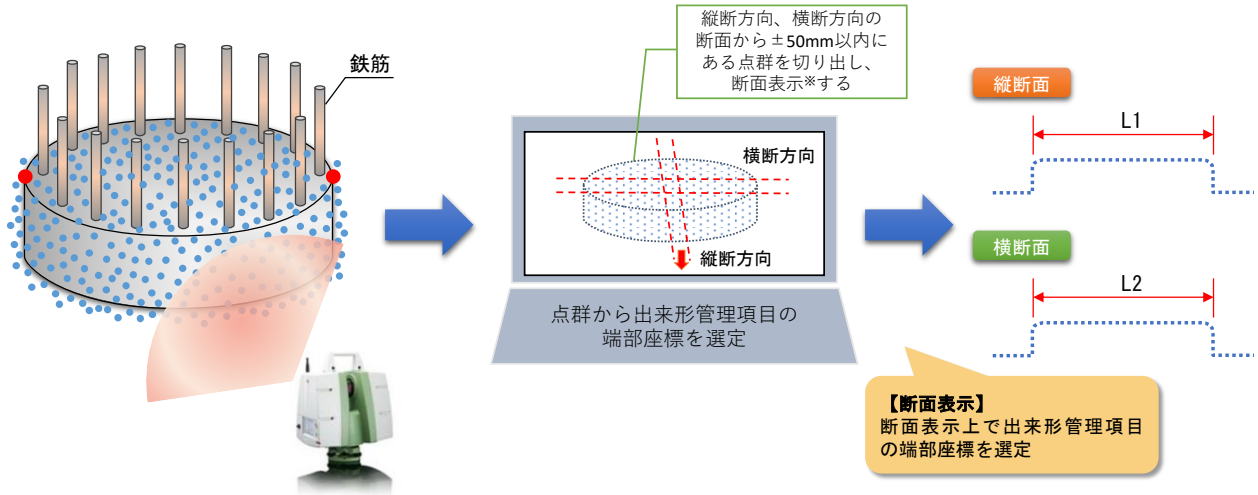 鉄筋
縦断方向、横断方向の
断面から±50mm以内に
ある点群を切り出し、
断面表示※する
横断方向
縦断方向
点群から出来形管理項目の
端部座標を選定
縦断面
L1
横断面
L2
【断面表示】
断面表示上で出来形管理項目
の端部座標を選定